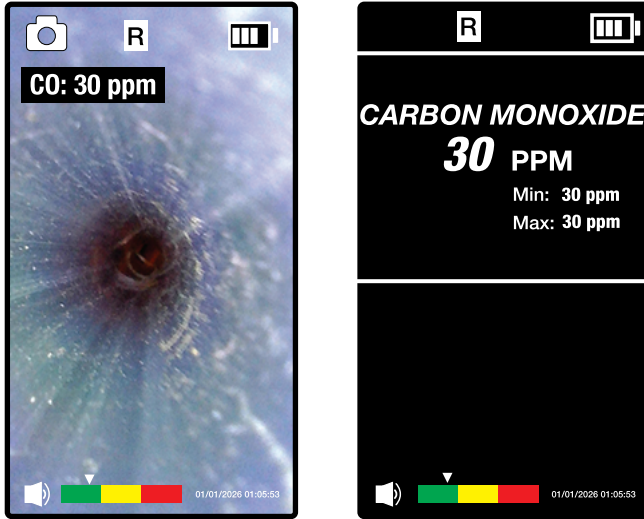 R
CO: 30 ppm
01/01/2026 01:05:53
R
CARBON MONOXIDE
30 PPM
Min: 30 ppm
Max: 30 ppm
01/01/2026 01:05:53